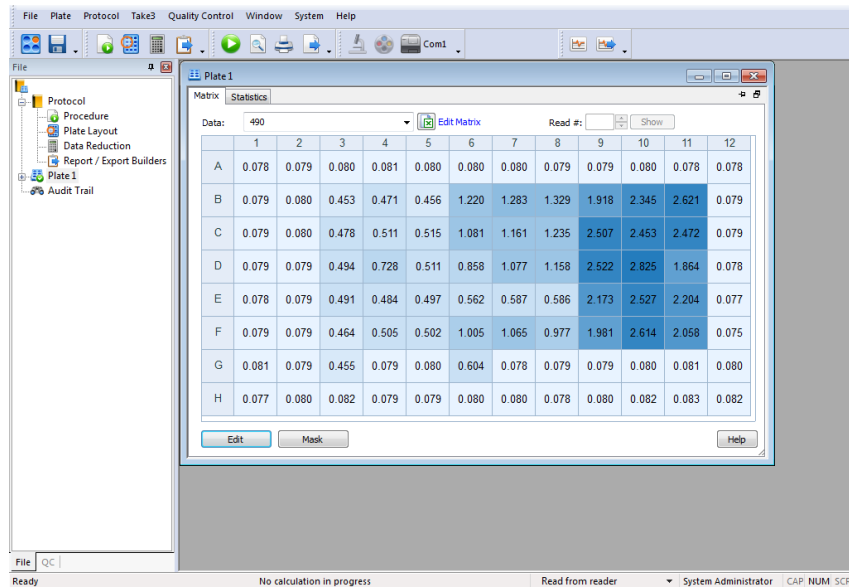 File Plate Protocol Take3 Quality Control Window System Help
Com1
File
Protocol
Procedure
Plate Layout
Data Reduction
Report / Export Builders
Plate 1
Audit Trail
File QC
Plate 1
Matrix Statistics
Data: 490 Edit Matrix Read #: Show
1 2 3 4 5 6 7 8 9 10 11 12
A 0.078 0.079 0.080 0.081 0.080 0.080 0.080 0.079 0.079 0.080 0.078 0.078
B 0.079 0.080 0.453 0.471 0.456 1.220 1.283 1.329 1.918 2.345 2.621 0.079
C 0.079 0.080 0.478 0.511 0.515 1.081 1.161 1.235 2.507 2.453 2.472 0.079
D 0.079 0.079 0.494 0.728 0.511 0.858 1.077 1.158 2.522 2.825 1.864 0.078
E 0.078 0.079 0.491 0.484 0.497 0.562 0.587 0.586 2.173 2.527 2.204 0.077
F 0.079 0.079 0.464 0.505 0.502 1.005 1.065 0.977 1.981 2.614 2.058 0.075
G 0.081 0.079 0.455 0.079 0.080 0.604 0.078 0.079 0.079 0.080 0.081 0.080
H 0.077 0.080 0.082 0.079 0.079 0.080 0.080 0.078 0.080 0.082 0.083 0.082
Edit Mask Help
Ready No calculation in progress Read from reader System Administrator CAP NUM SCR